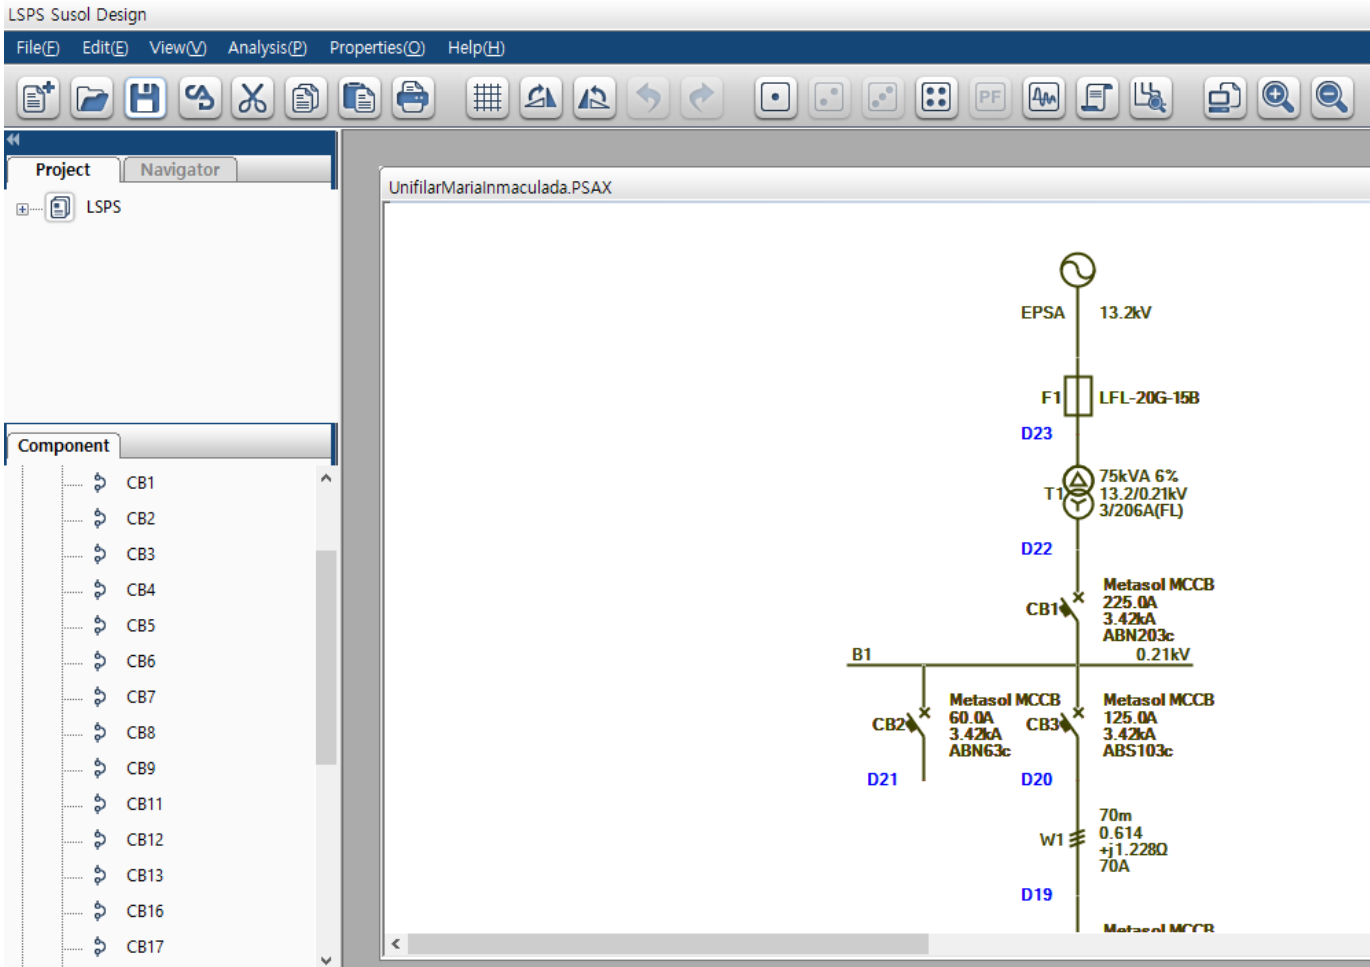 LSPS Susol Design
File(F) Edit(E) View(V) Analysis(P) Properties(O) Help(H)
PF
Project Navigator
LSPS
Component
CB1
CB2
CB3
CB4
CB5
CB6
CB7
CB8
CB9
CB11
CB12
CB13
CB16
CB17
UnifilarMariaInmaculada.PSAX
EPSA 13.2kV
F1 LFL-20G-15B
D23
T1
75kVA 6%
13.2/0.21kV
3/206A(FL)
D22
CB1
Metasol MCCB
225.0A
3.42kA
ABN203c
B1 0.21kV
CB2
Metasol MCCB
60.0A
3.42kA
ABN63c
D21
CB3
Metasol MCCB
125.0A
3.42kA
ABS103c
D20
W1
70m
0.614
+j1.228Ω
70A
D19
Metasol MCCB